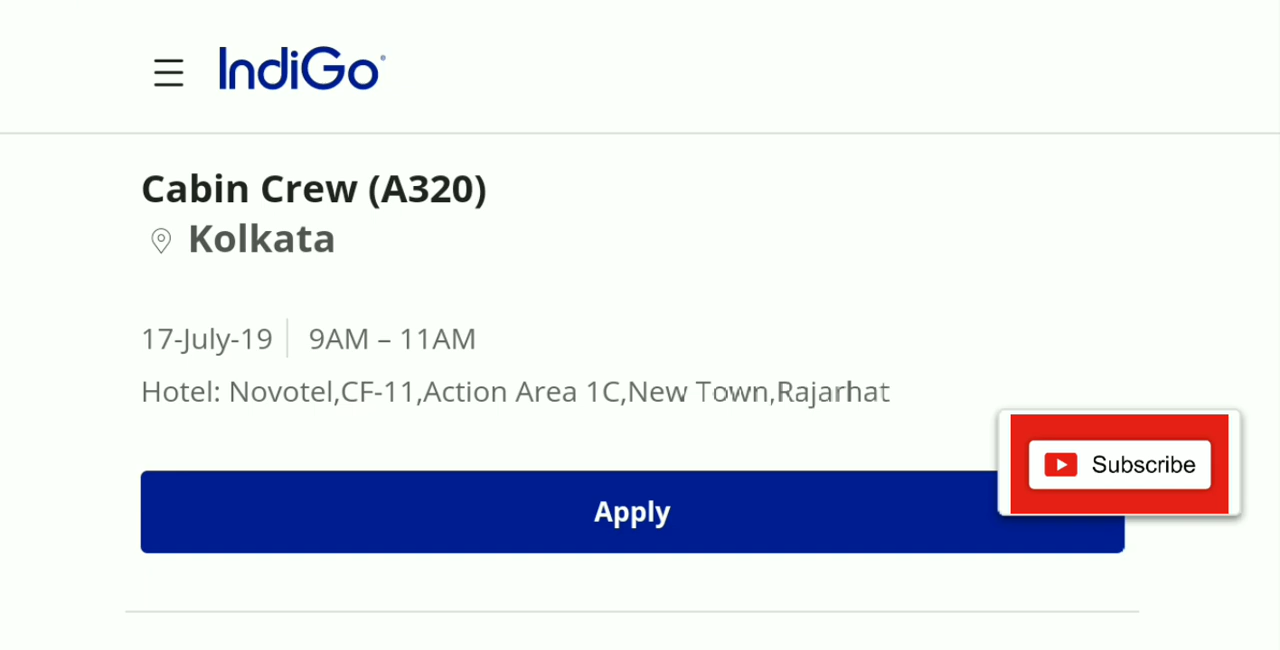 IndiGo
Cabin Crew (A320)
Kolkata
17-July-19 9AM – 11AM
Hotel: Novotel,CF-11,Action Area 1C,New Town,Rajarhat
Subscribe
Apply